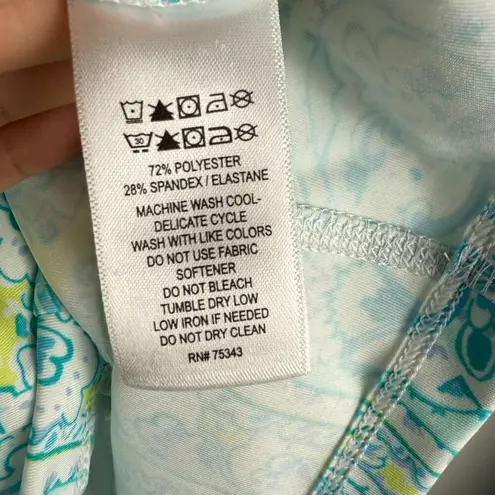 30
72% POLYESTER
28% SPANDEX / ELASTANE
MACHINE WASH COOL-
DELICATE CYCLE
WASH WITH LIKE COLORS
DO NOT USE FABRIC
SOFTENER
DO NOT BLEACH
TUMBLE DRY LOW
LOW IRON IF NEEDED
DO NOT DRY CLEAN
RN# 75343